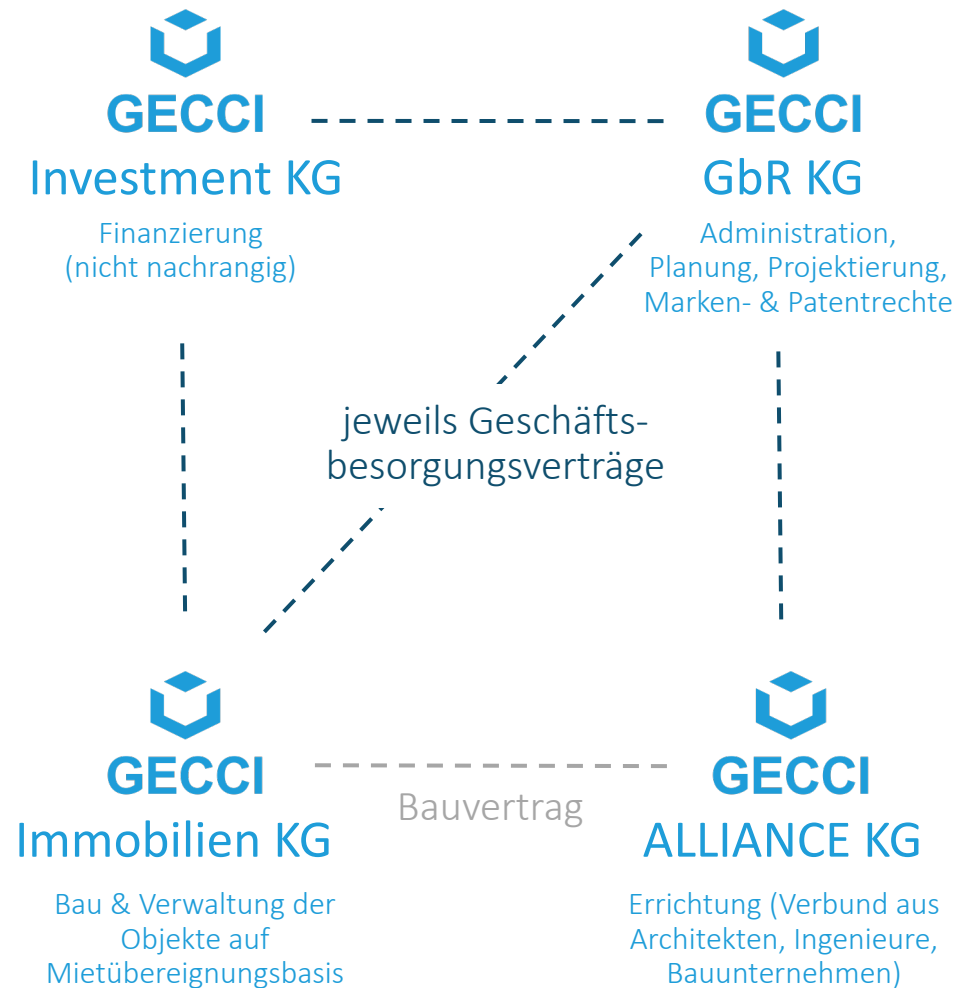 GECCI
Investment KG
Finanzierung
(nicht nachrangig)
GECCI
GbR KG
Administration,
Planung, Projektierung,
Marken- & Patentrechte
jeweils Geschäfts-
besorgungsverträge
GECCI
Immobilien KG
Bau & Verwaltung der
Objekte auf
Mietübereignungsbasis
Bauvertrag
GECCI
ALLIANCE KG
Errichtung (Verbund aus
Architekten, Ingenieure,
Bauunternehmen)